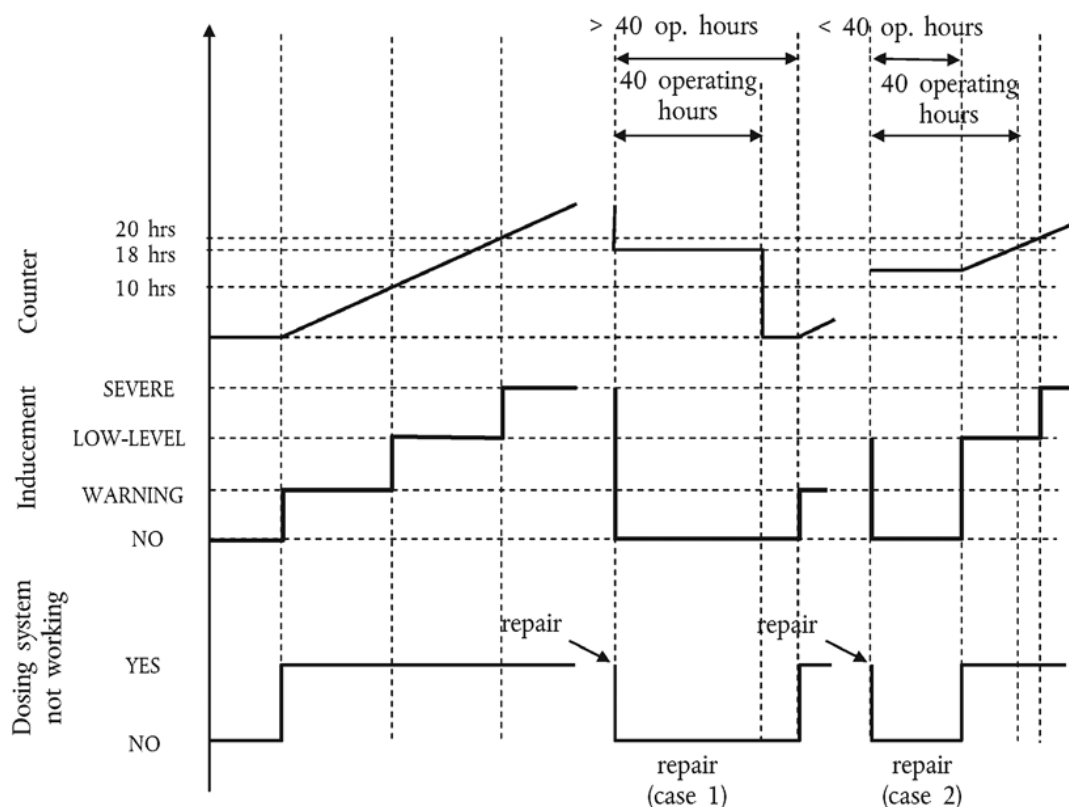 > 40 op. hours
< 40 op. hours
40 operating
hours
40 operating
hours
Counter
20 hrs
18 hrs
10 hrs
Inducement
SEVERE
LOW-LEVEL
WARNING
NO
Dosing system
not working
YES
NO
repair
repair
repair
(case 1)
repair
(case 2)